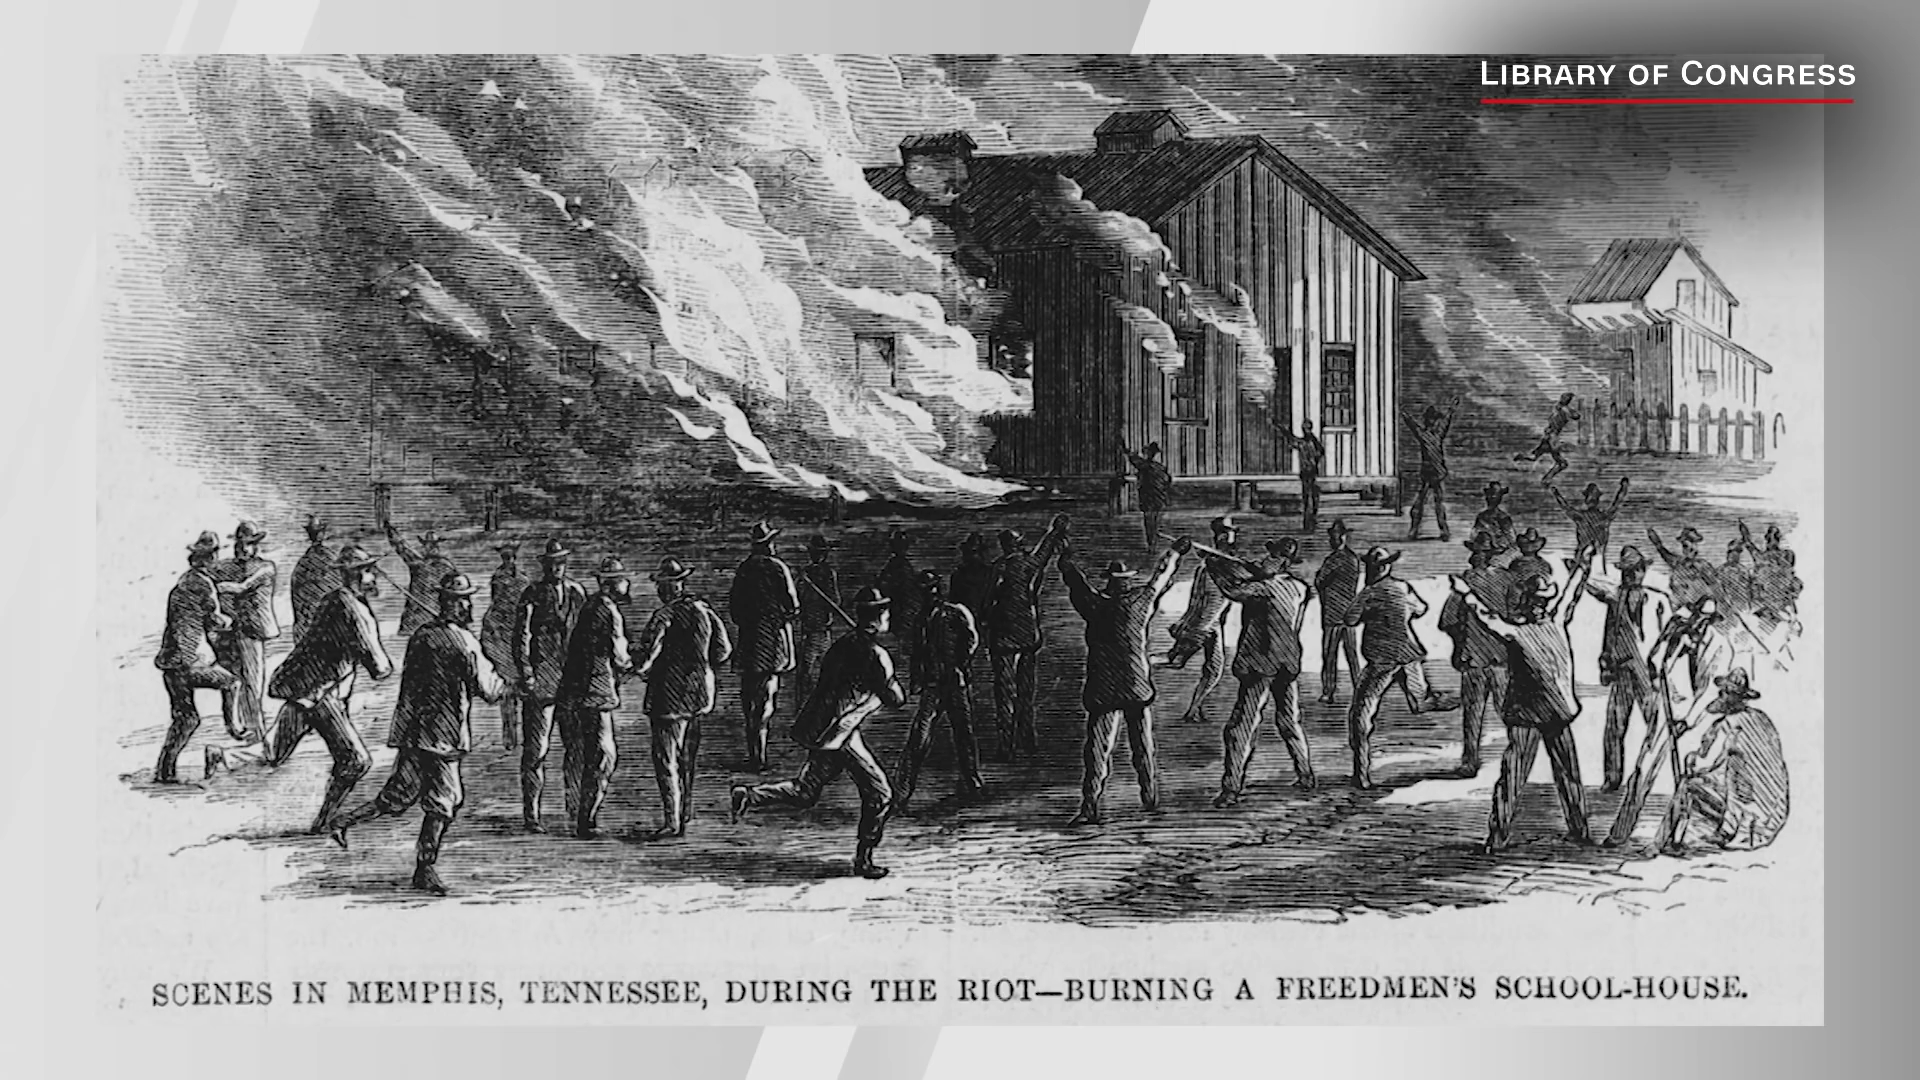 LIBRARY OF CONGRESS
SCENES IN MEMPHIS, TENNESSEE, DURING THE RIOT—BURNING A FREEDMEN'S SCHOOL-HOUSE.